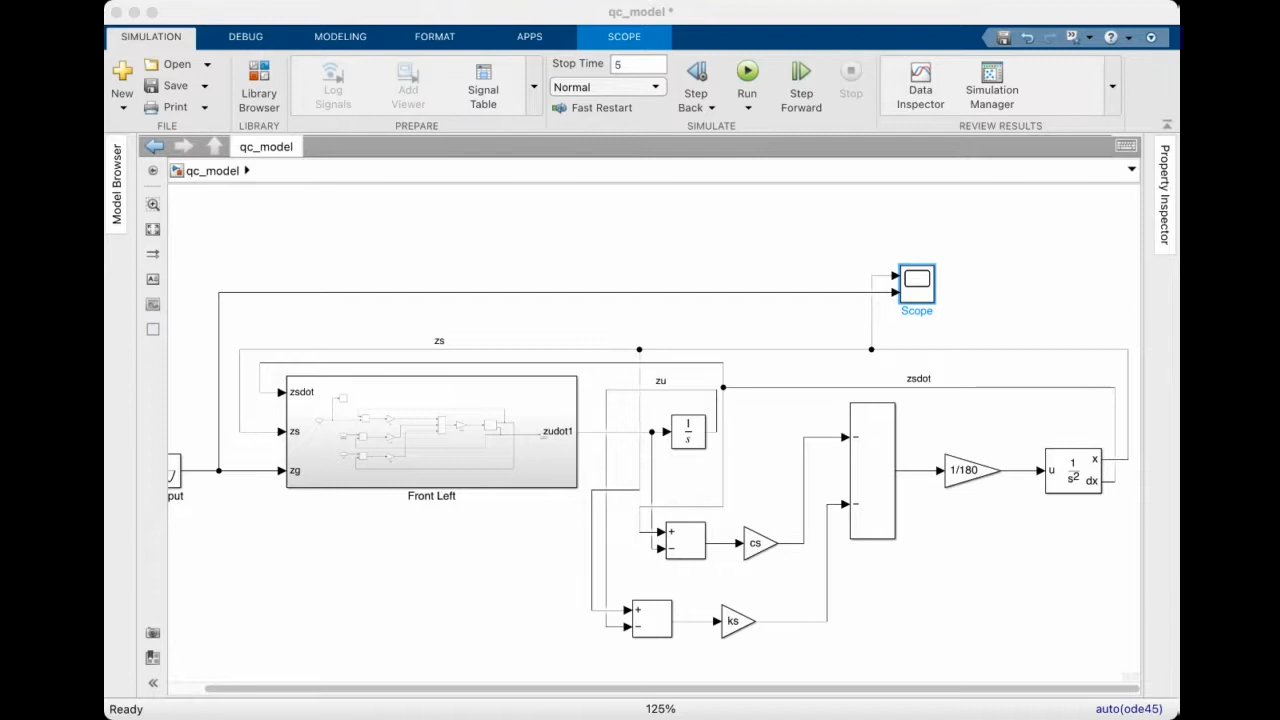 qc_model *
SIMULATION
DEBUG
MODELING
FORMAT
APPS
SCOPE
New
Open
Save
Print
FILE
Library
Browser
LIBRARY
Log
Signals
Add
Viewer
Signal
Table
PREPARE
Stop Time 5
Normal
Fast Restart
Step
Back
Run
Step
Forward
Stop
SIMULATE
Data
Inspector
Simulation
Manager
REVIEW RESULTS
Model Browser
qc_model
qc_model
Property Inspector
Scope
zs
zu
zsdot
zsdot
zs
zg
zudot1
Front Left
put
1
s
+
−
cs
+
−
ks
−
−
1/180
u
1
s2
x
dx
Ready
125%
auto(ode45)